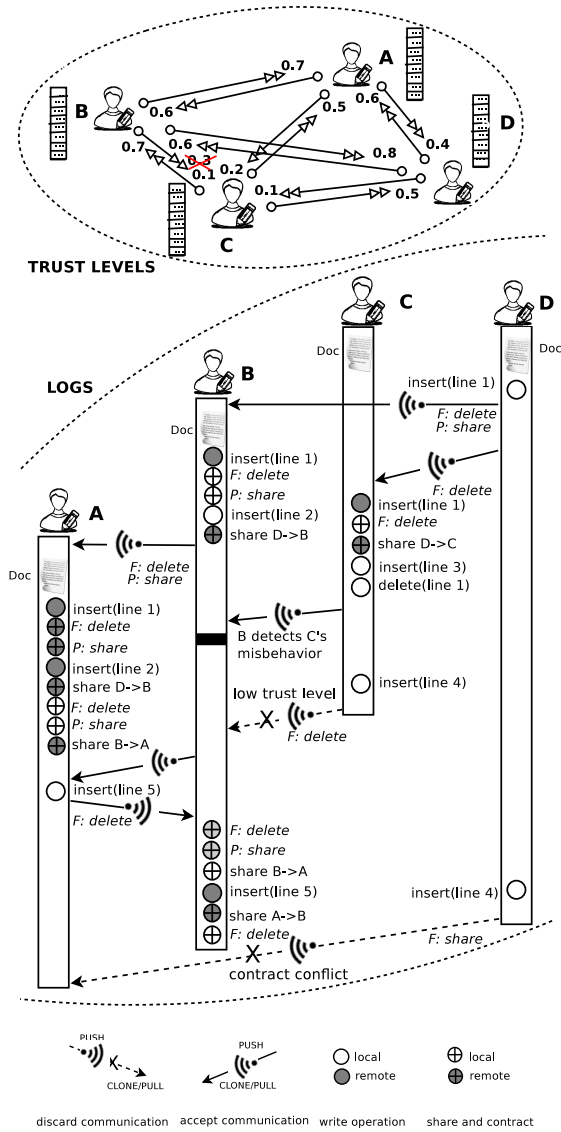 A
0.7
B
0.6
0.5
0.6
D
0.6
0.4
0.7
0.3
0.2
0.8
0.1
0.1
0.5
C
TRUST LEVELS
C
D
Doc
Doc
LOGS
B
insert(line 1)
F: delete
P: share
Doc
insert(line 1)
F: delete
F: delete
P: share
insert(line 1)
A
insert(line 2)
F: delete
share D->B
share D->C
F: delete
P: share
insert(line 3)
Doc
delete(line 1)
insert(line 1)
F: delete
B detects C's
misbehavior
P: share
insert(line 2)
insert(line 4)
share D->B
low trust level
F: delete
P: share
F: delete
share B->A
insert(line 5)
F: delete
F: delete
P: share
share B->A
insert(line 5)
insert(line 4)
share A->B
F: delete
F: share
X
contract conflict
PUSH
CLONE/PULL
PUSH
CLONE/PULL
local
remote
local
remote
discard communication
accept communication
write operation
share and contract